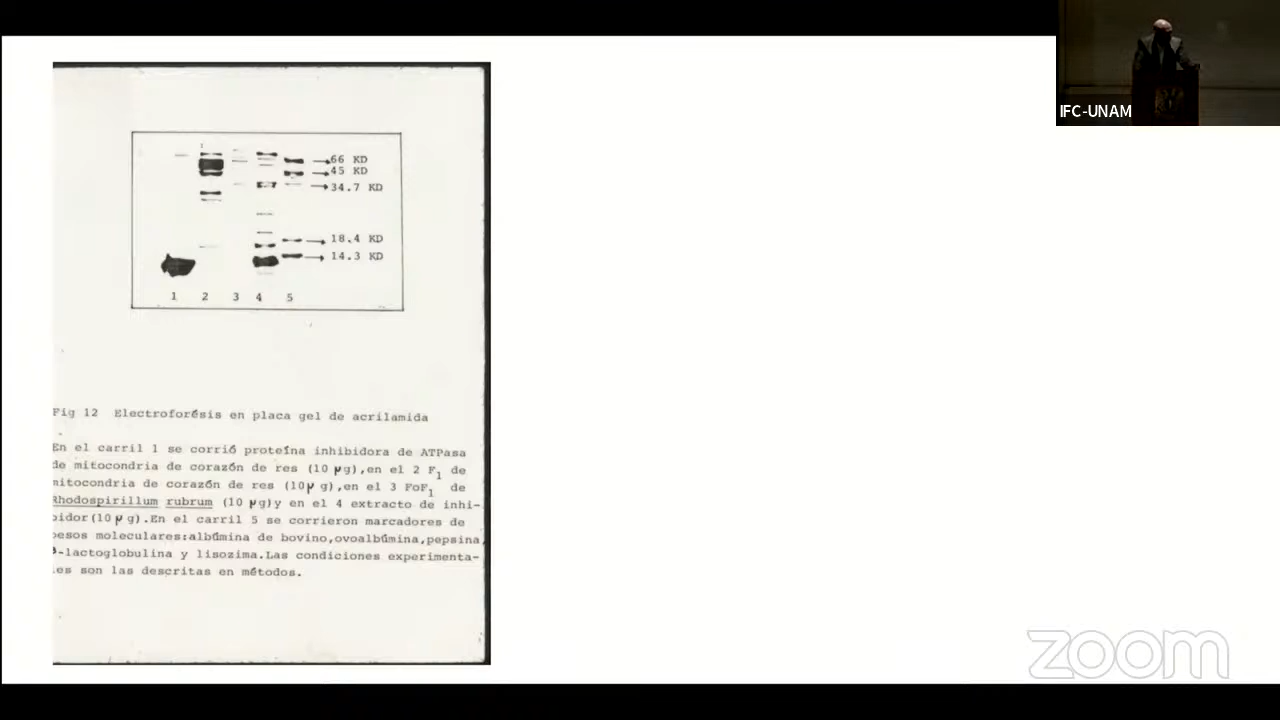 IFC-UNAM
66 KD
45 KD
34.7 KD
18.4 KD
14.3 KD
1 2 3 4 5
Fig 12 Electroforésis en placa gel de acrilamida
En el carril 1 se corrió proteína inhibidora de ATPasa
de mitocondria de corazón de res (10 µg),en el 2 F1 de
mitocondria de corazón de res (10µ g),en el 3 FoF1 de
Rhodospirillum rubrum (10 µg)y en el 4 extracto de inhi-
bidor(10 µ g).En el carril 5 se corrieron marcadores de
pesos moleculares:albúmina de bovino,ovoalbúmina,pepsina,
β-lactoglobulina y lisozima.Las condiciones experimenta-
les son las descritas en métodos.
zoom